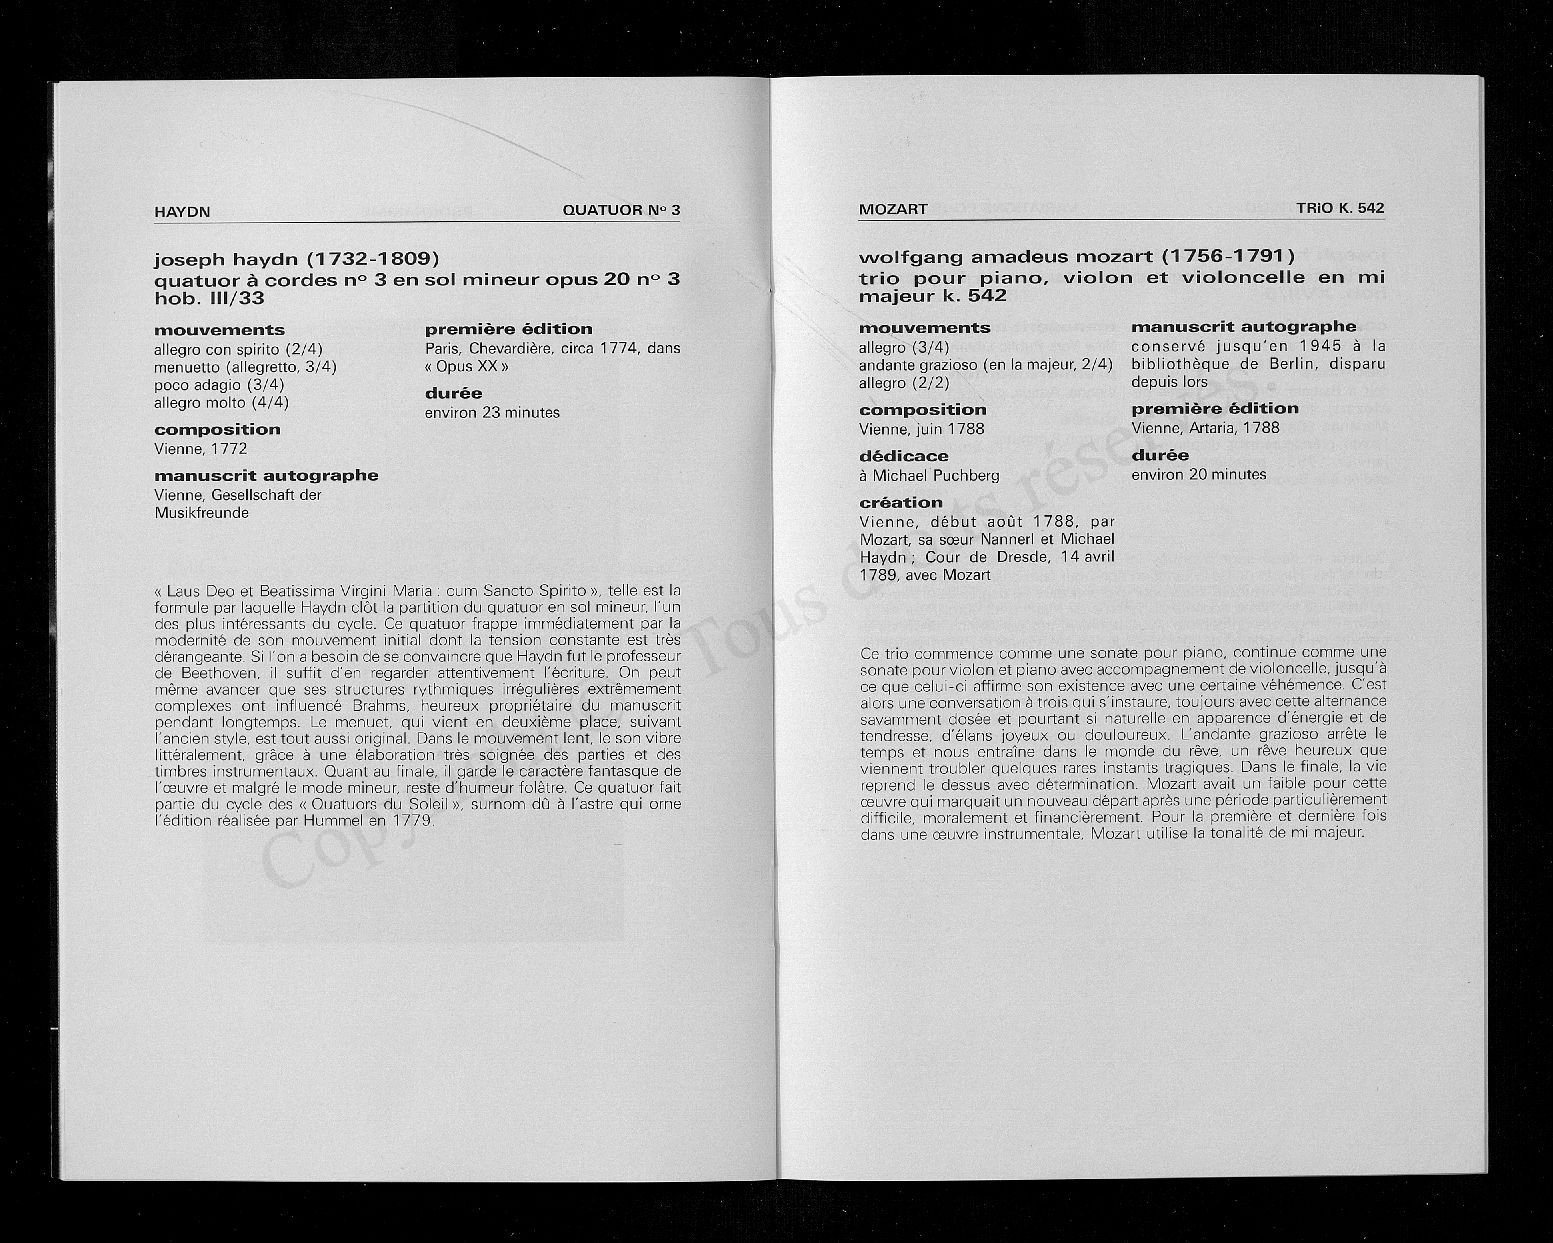 HAYDN QUATUOR Nº 3
joseph haydn (1732-1809)
quatuor à cordes nº 3 en sol mineur opus 20 nº 3
hob. III/33
mouvements
allegro con spirito (2/4)
menuetto (allegretto, 3/4)
poco adagio (3/4)
allegro molto (4/4)
composition
Vienne, 1772
manuscrit autographe
Vienne, Gesellschaft der
Musikfreunde
première édition
Paris, Chevardière, circa 1774, dans
« Opus XX »
durée
environ 23 minutes
« Laus Deo et Beatissima Virgini Maria : cum Sancto Spirito », telle est la
formule par laquelle Haydn clôt la partition du quatuor en sol mineur, l'un
des plus intéressants du cycle. Ce quatuor frappe immédiatement par la
modernité de son mouvement initial dont la tension constante est très
dérangeante. Si l'on a besoin de se convaincre que Haydn fut le professeur
de Beethoven, il suffit d'en regarder attentivement l'écriture. On peut
même avancer que ses structures rythmiques irrégulières extrêmement
complexes ont influencé Brahms, heureux propriétaire du manuscrit
pendant longtemps. Le menuet, qui vient en deuxième place, suivant
l'ancien style, est tout aussi original. Dans le mouvement lent, le son vibre
littéralement, grâce à une élaboration très soignée des parties et des
timbres instrumentaux. Quant au finale, il garde le caractère fantasque de
l'œuvre et malgré le mode mineur, reste d'humeur folâtre. Ce quatuor fait
partie du cycle des « Quatuors du Soleil », surnom dû à l'astre qui orne
l'édition réalisée par Hummel en 1779.
MOZART TRiO K. 542
wolfgang amadeus mozart (1756-1791)
trio pour piano, violon et violoncelle en mi
majeur k. 542
mouvements
allegro (3/4)
andante grazioso (en la majeur, 2/4)
allegro (2/2)
composition
Vienne, juin 1788
dédicace
à Michael Puchberg
création
Vienne, début août 1788, par
Mozart, sa sœur Nannerl et Michael
Haydn ; Cour de Dresde, 14 avril
1789, avec Mozart
manuscrit autographe
conservé jusqu'en 1945 à la
bibliothèque de Berlin, disparu
depuis lors
première édition
Vienne, Artaria, 1788
durée
environ 20 minutes
Ce trio commence comme une sonate pour piano, continue comme une
sonate pour violon et piano avec accompagnement de violoncelle, jusqu'à
ce que celui-ci affirme son existence avec une certaine véhémence. C'est
alors une conversation à trois qui s'instaure, toujours avec cette alternance
savamment dosée et pourtant si naturelle en apparence d'énergie et de
tendresse, d'élans joyeux ou douloureux. L'andante grazioso arrête le
temps et nous entraîne dans le monde du rêve, un rêve heureux que
viennent troubler quelques rares instants tragiques. Dans le finale, la vie
reprend le dessus avec détermination. Mozart avait un faible pour cette
œuvre qui marquait un nouveau départ après une période particulièrement
difficile, moralement et financièrement. Pour la première et dernière fois
dans une œuvre instrumentale, Mozart utilise la tonalité de mi majeur.
Tous droits réservés.